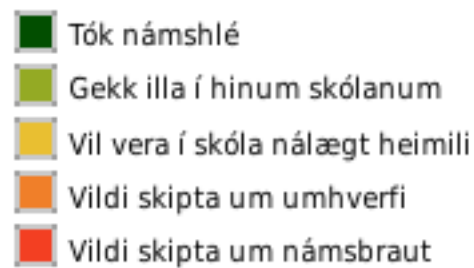 Tók námshlé
Gekk illa í hinum skólanum
Vil vera í skóla nálægt heimili
Vildi skipta um umhverfi
Vildi skipta um námsbraut